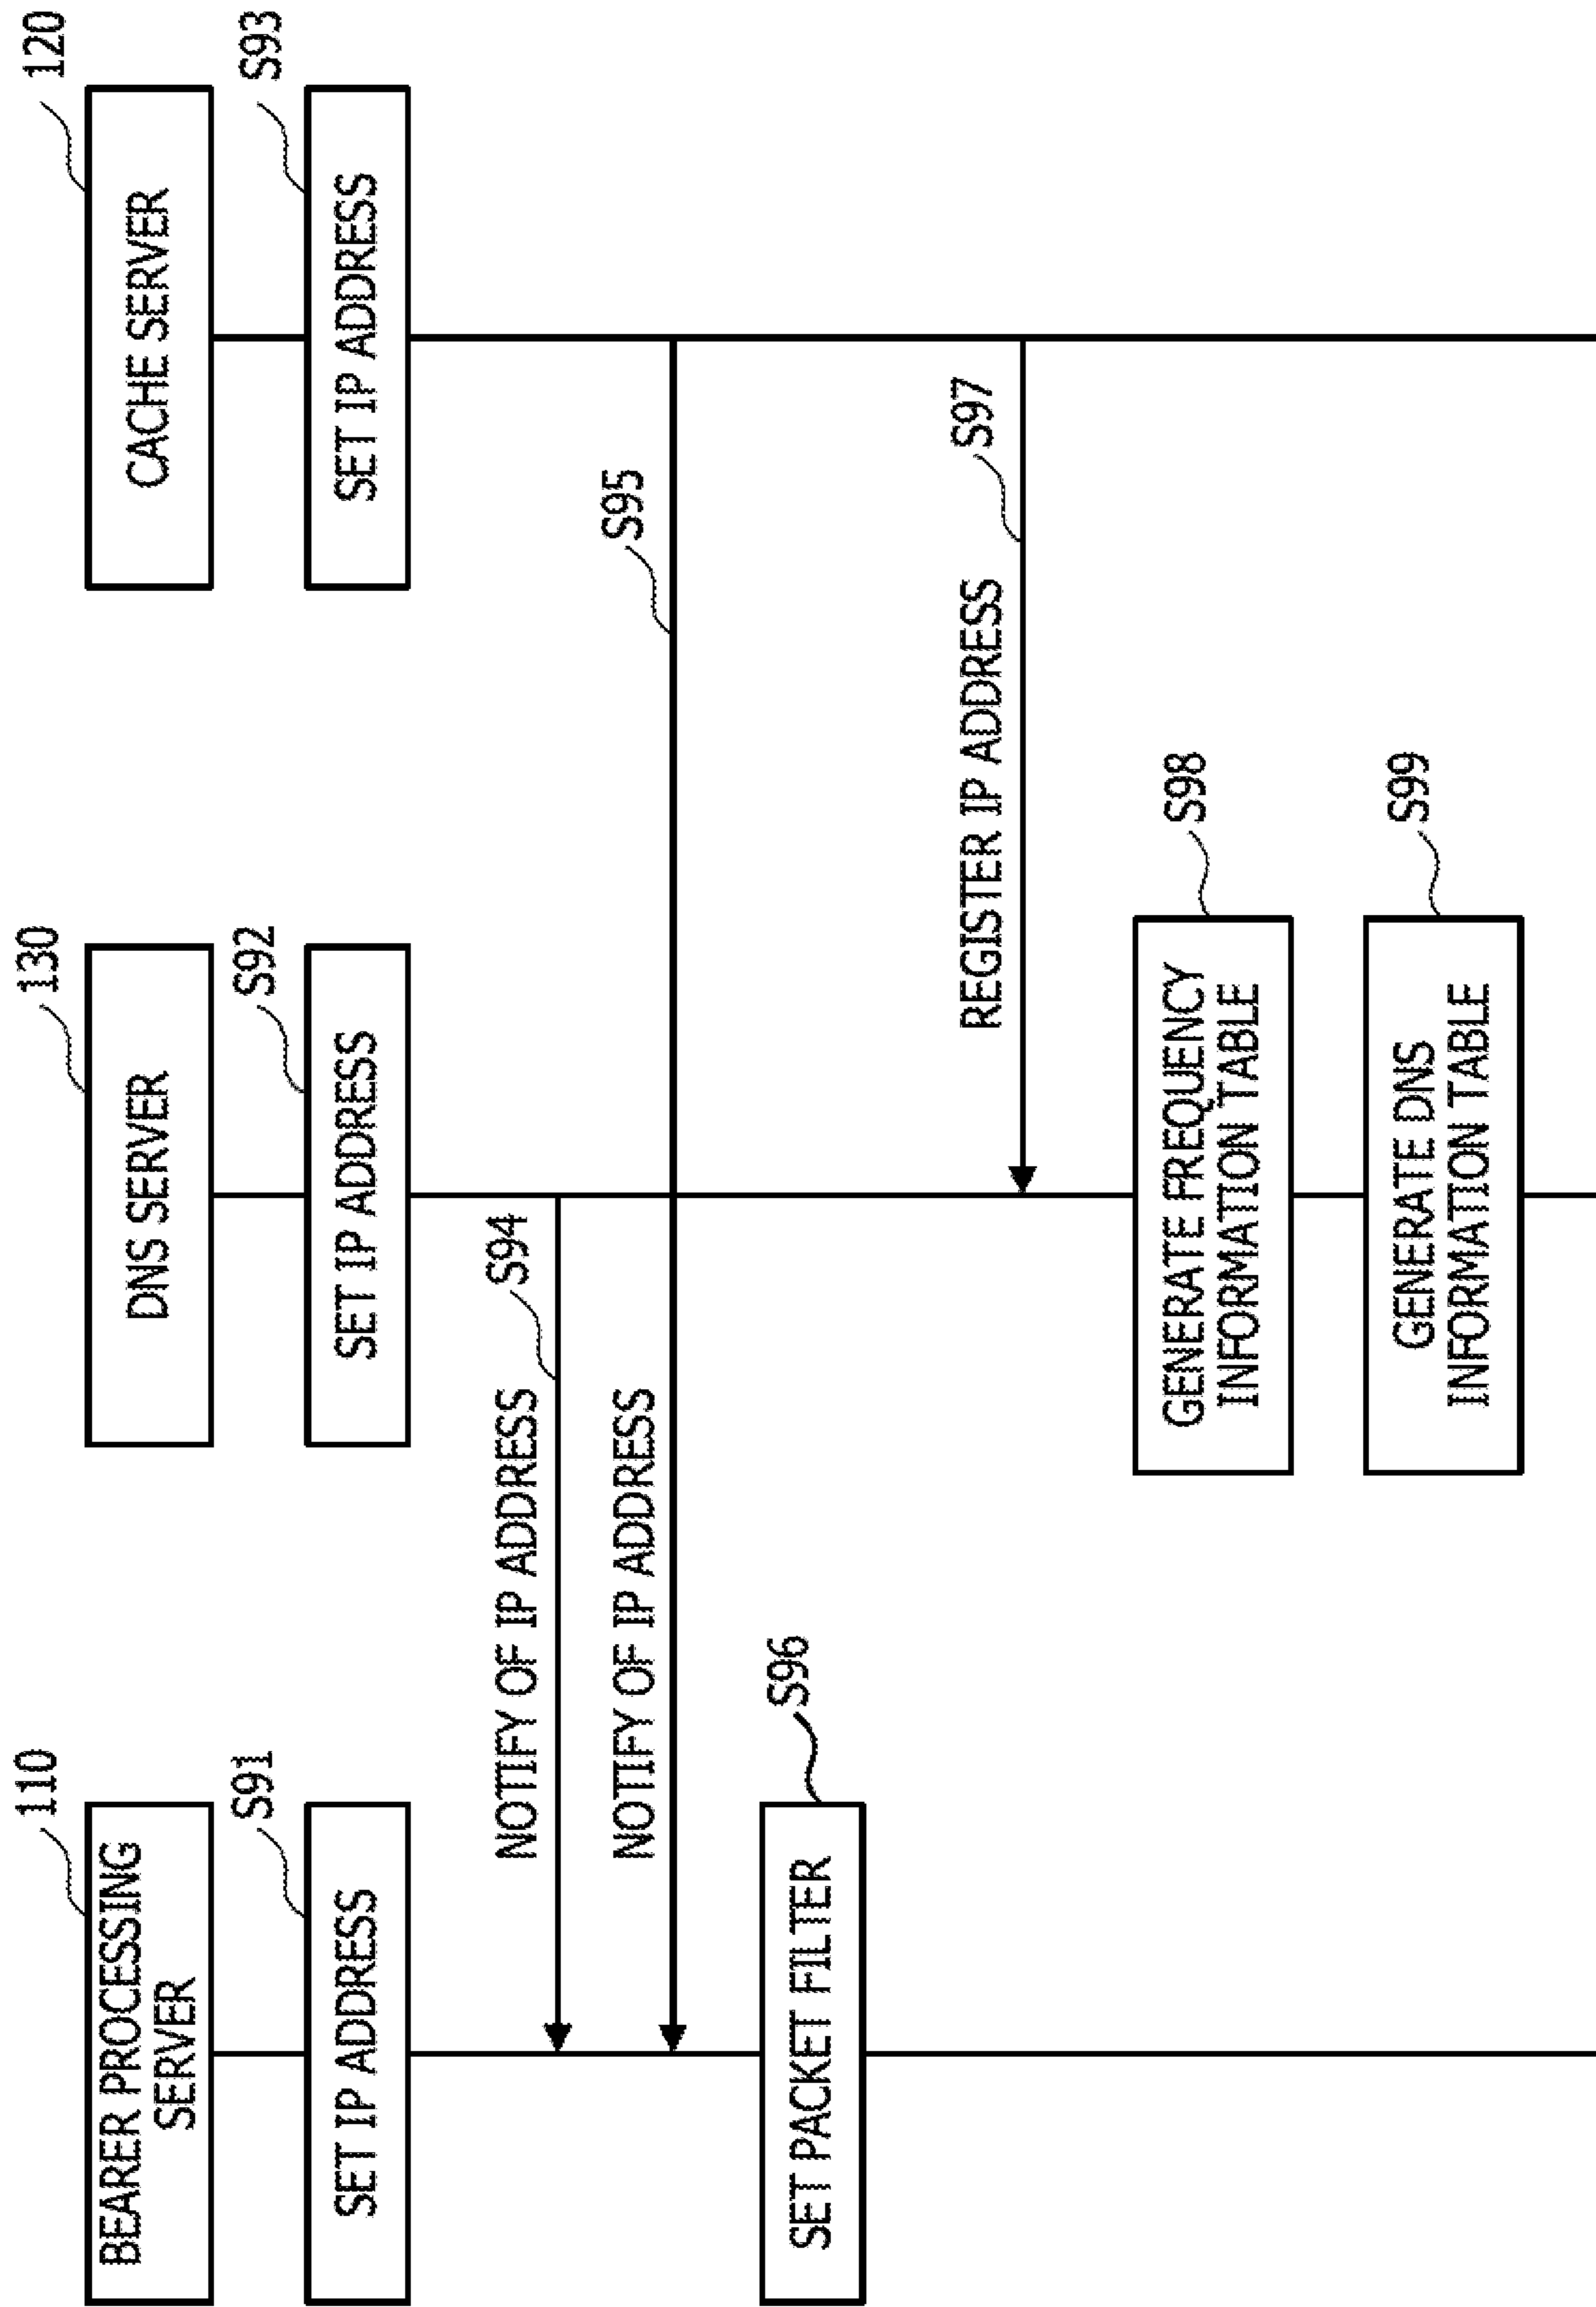 110
BEARER PROCESSING
SERVER
130
DNS SERVER
120
CACHE SERVER
S91
SET IP ADDRESS
S92
SET IP ADDRESS
S93
SET IP ADDRESS
NOTIFY OF IP ADDRESS
S94
NOTIFY OF IP ADDRESS
S95
S96
SET PACKET FILTER
REGISTER IP ADDRESS
S97
S98
GENERATE FREQUENCY
INFORMATION TABLE
S99
GENERATE DNS
INFORMATION TABLE